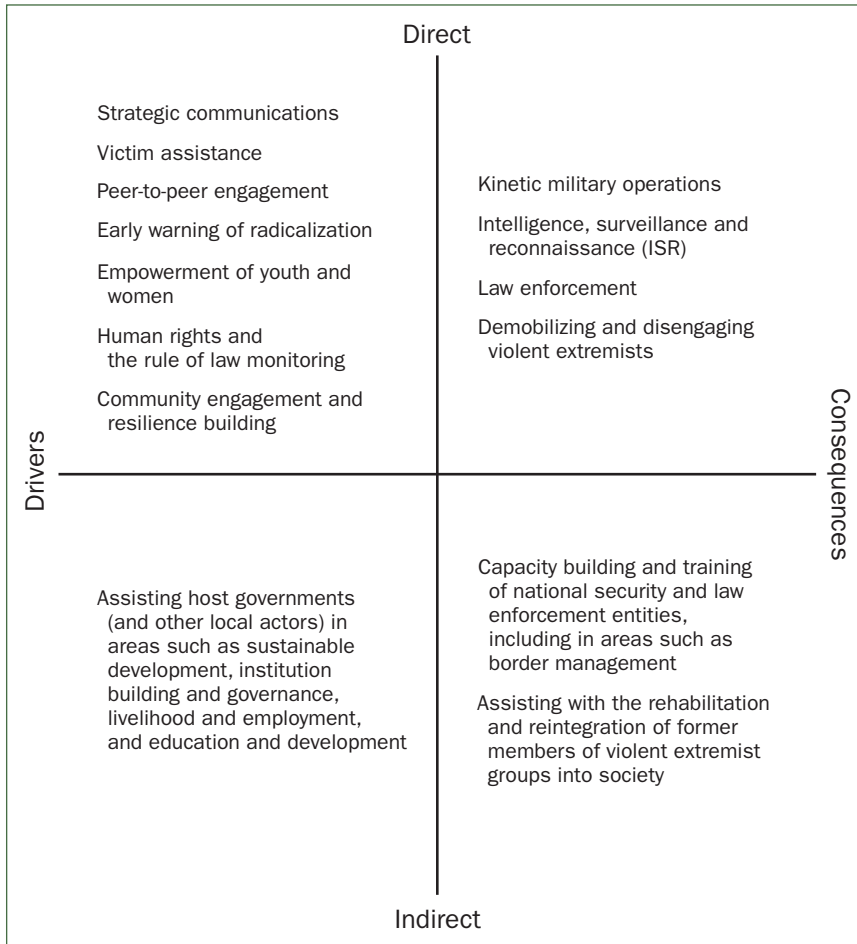 Direct
Strategic communications
Victim assistance
Peer-to-peer engagement
Early warning of radicalization
Empowerment of youth and
women
Human rights and
the rule of law monitoring
Community engagement and
resilience building
Kinetic military operations
Intelligence, surveillance and
reconnaissance (ISR)
Law enforcement
Demobilizing and disengaging
violent extremists
Drivers
Consequences
Assisting host governments
(and other local actors) in
areas such as sustainable
development, institution
building and governance,
livelihood and employment,
and education and development
Capacity building and training
of national security and law
enforcement entities,
including in areas such as
border management
Assisting with the rehabilitation
and reintegration of former
members of violent extremist
groups into society
Indirect